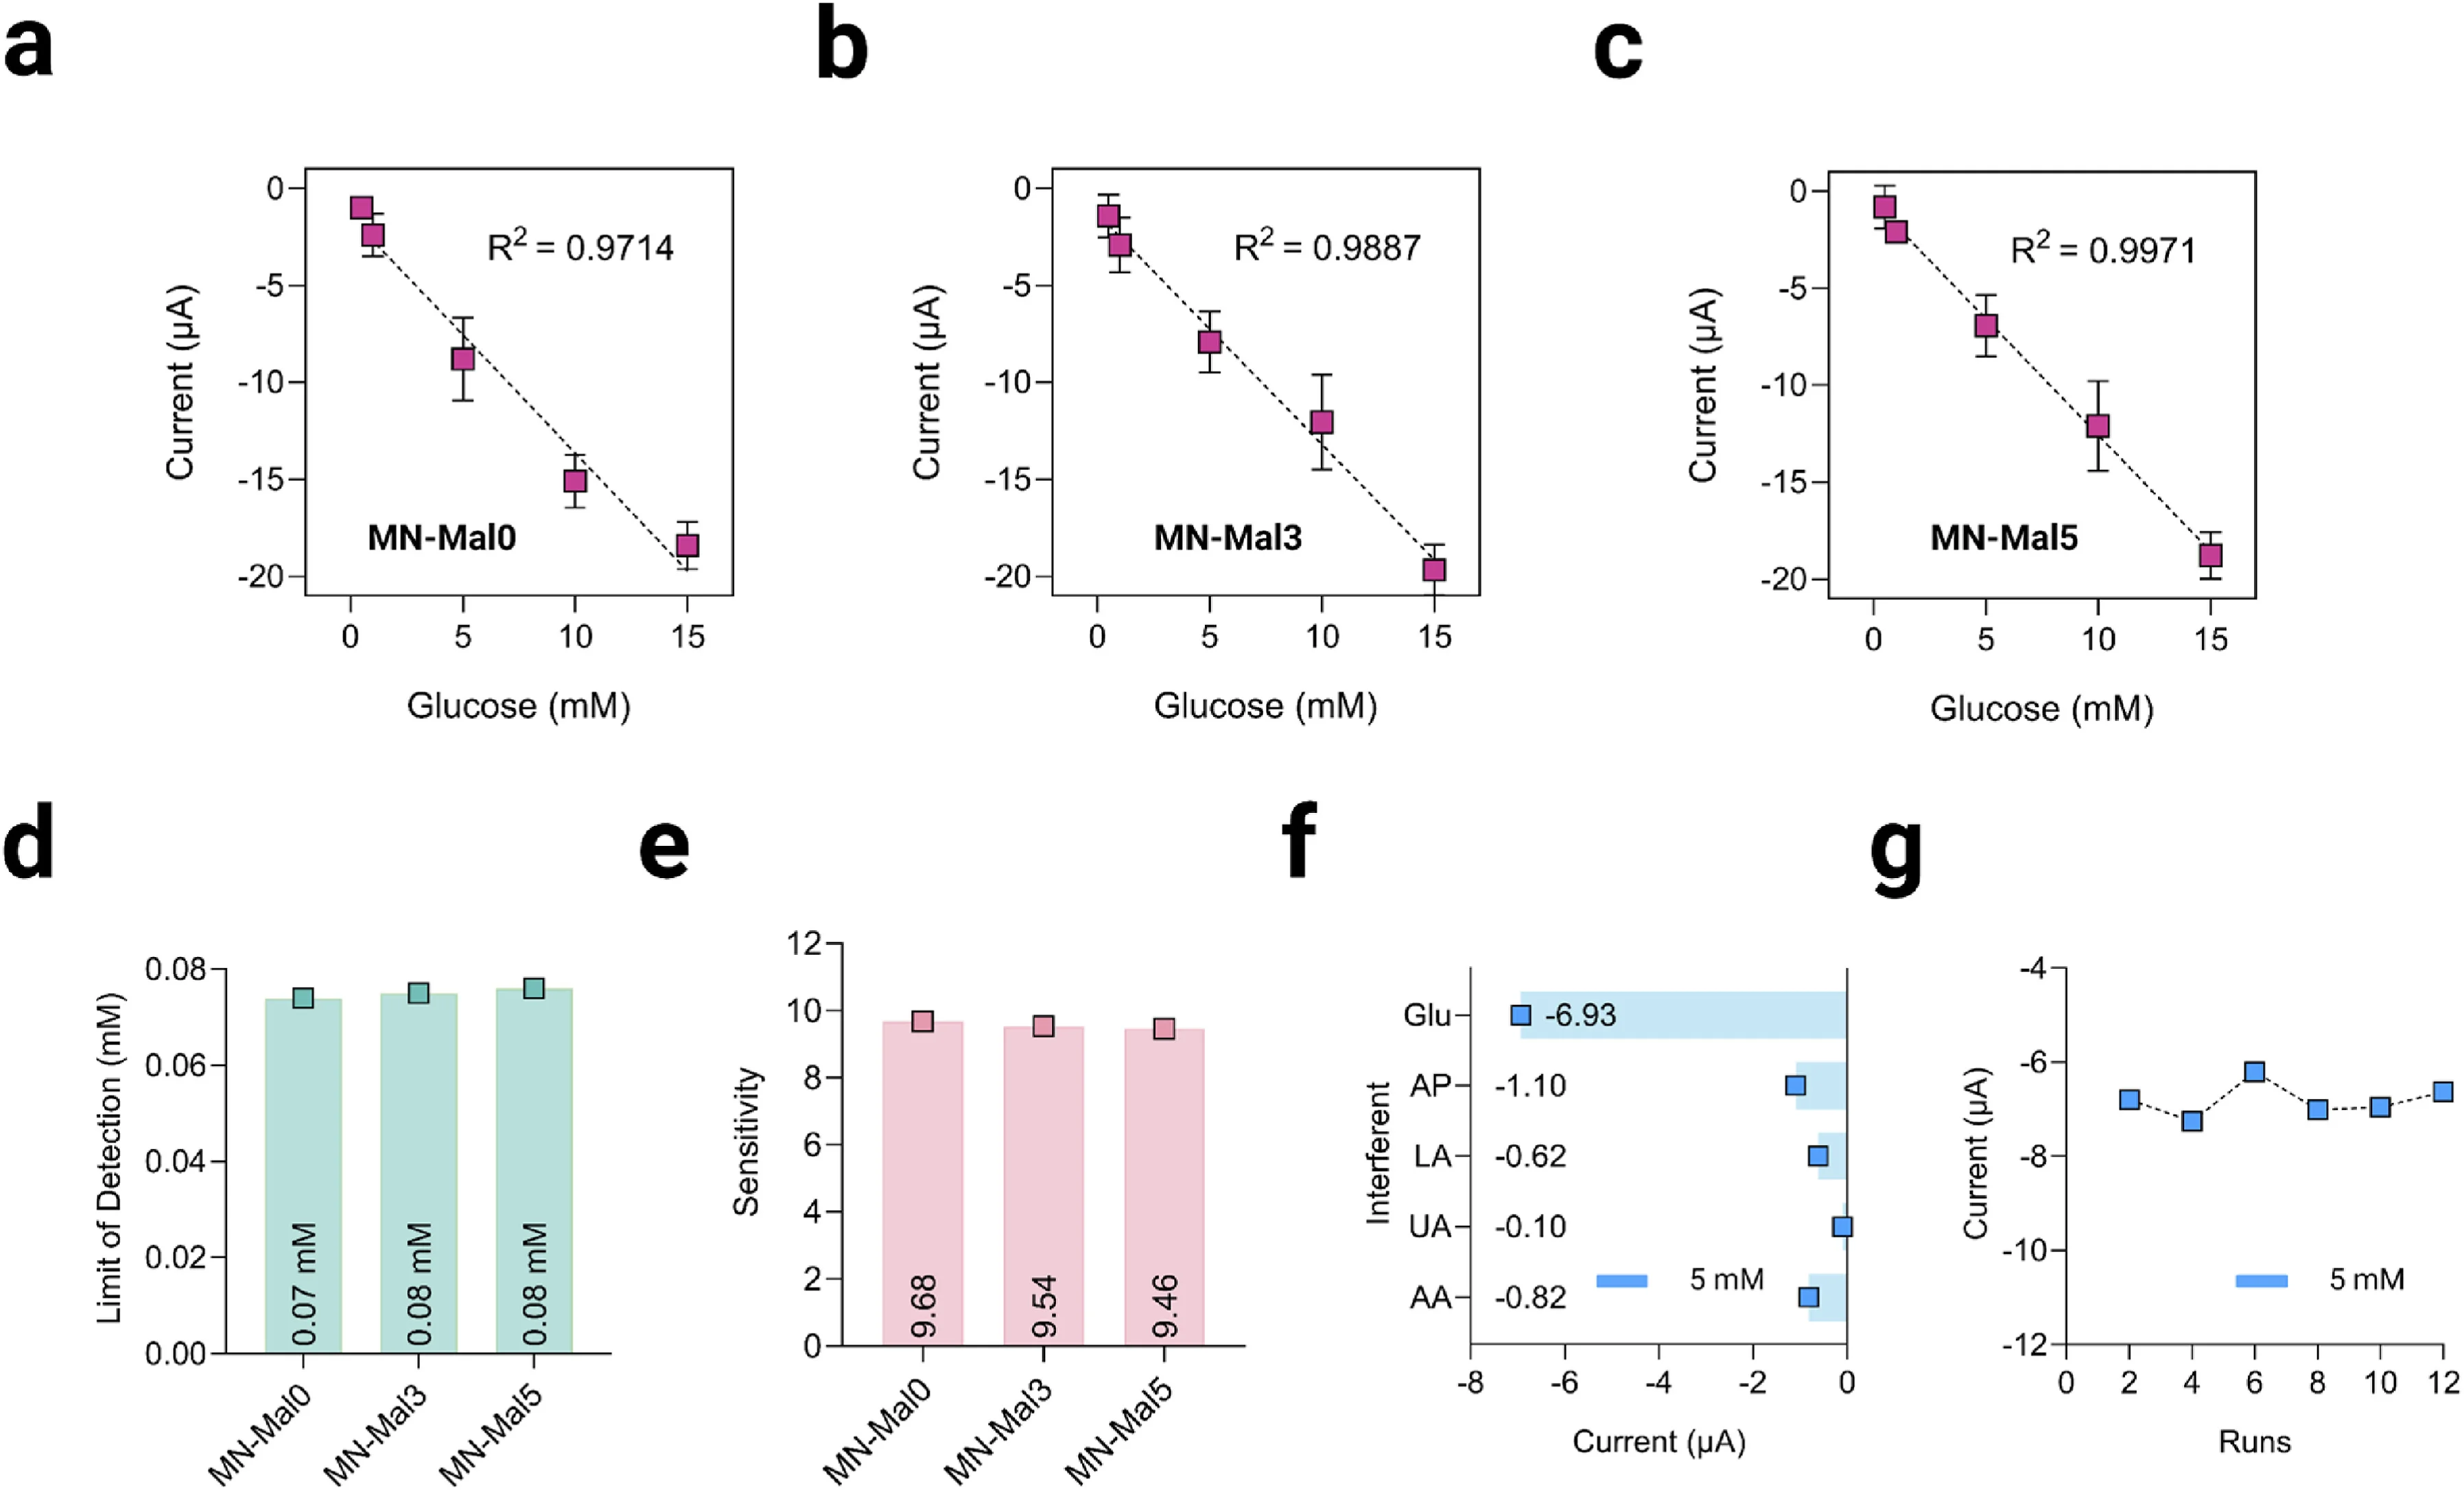 a
b
c
0
-5
-10
-15
-20
Current (μA)
R² = 0.9714
MN-Mal0
0 5 10 15
Glucose (mM)
0
-5
-10
-15
-20
Current (μA)
R² = 0.9887
MN-Mal3
0 5 10 15
Glucose (mM)
0
-5
-10
-15
-20
Current (μA)
R² = 0.9971
MN-Mal5
0 5 10 15
Glucose (mM)
d
e
f
g
0.08
0.06
0.04
0.02
0.00
Limit of Detection (mM)
0.07 mM
0.08 mM
0.08 mM
MN-Mal0
MN-Mal3
MN-Mal5
12
10
8
6
4
2
0
Sensitivity
9.68
9.54
9.46
MN-Mal0
MN-Mal3
MN-Mal5
Interferent
Glu -6.93
AP -1.10
LA -0.62
UA -0.10
AA -0.82
5 mM
-8 -6 -4 -2 0
Current (μA)
-4
-6
-8
-10
-12
Current (μA)
5 mM
0 2 4 6 8 10 12
Runs